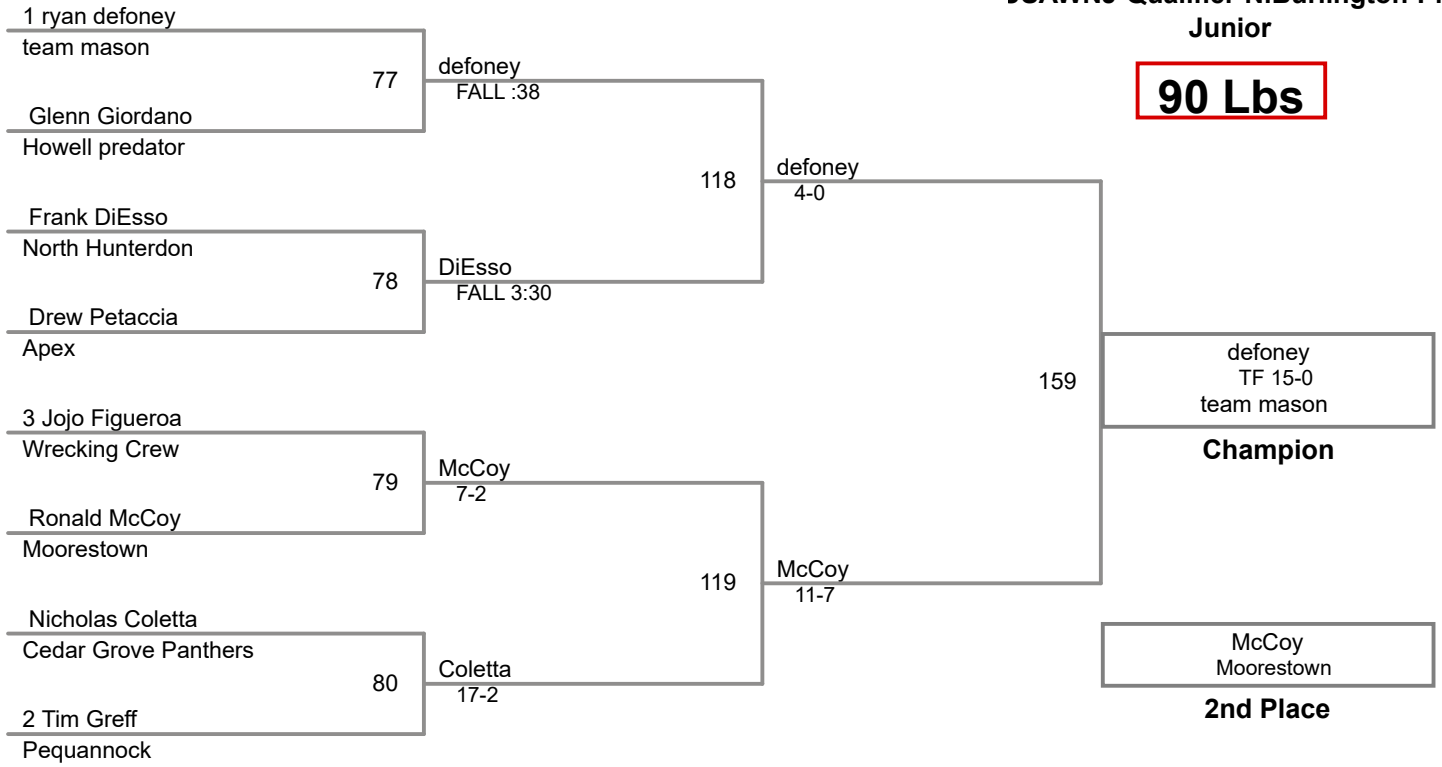 Qualifier
Junior
90 Lbs
1 ryan defoney
team mason
77
defoney
FALL :38
Glenn Giordano
Howell predator
118
defoney
4-0
Frank DiEsso
North Hunterdon
78
DiEsso
FALL 3:30
Drew Petaccia
Apex
159
defoney
TF 15-0
team mason
Champion
3 Jojo Figueroa
Wrecking Crew
79
McCoy
7-2
Ronald McCoy
Moorestown
119
McCoy
11-7
Nicholas Coletta
Cedar Grove Panthers
80
Coletta
17-2
2 Tim Greff
Pequannock
McCoy
Moorestown
2nd Place